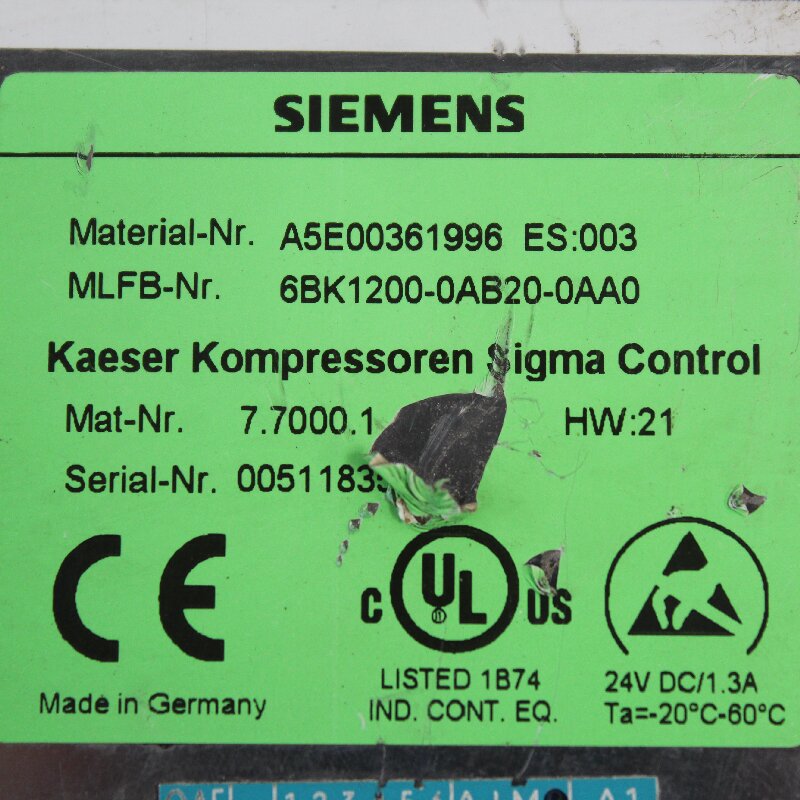 SIEMENS
Material-Nr. A5E00361996 ES:003
MLFB-Nr. 6BK1200-0AB20-0AA0
Kaeser Kompressoren Sigma Control
Mat-Nr. 7.7000.1 HW:21
Serial-Nr.
CE
C UL US
LISTED 1B74
IND. CONT. EQ.
24V DC/1.3A
Ta=-20°C-60°C
Made in Germany